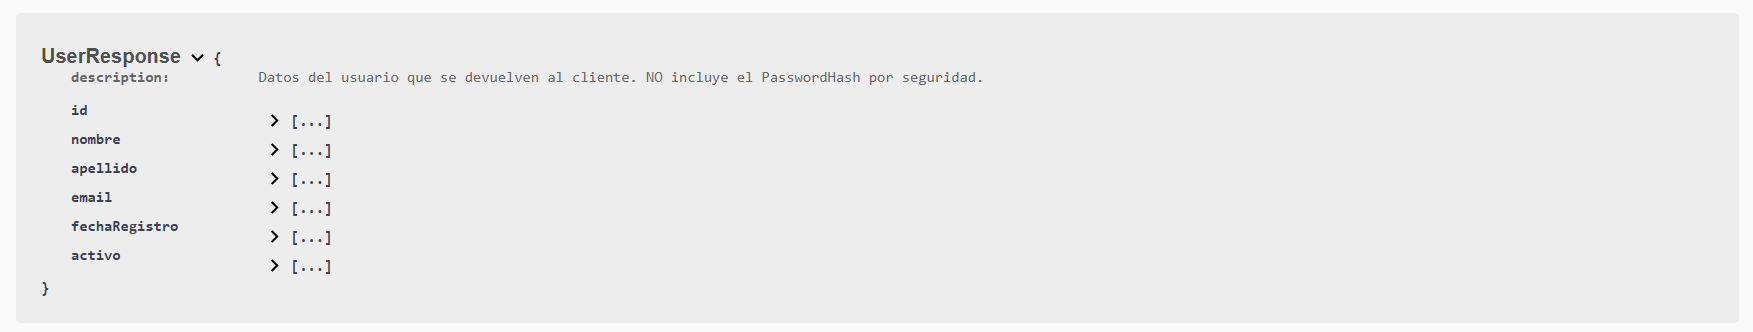 UserResponse {
description: Datos del usuario que se devuelven al cliente. NO incluye el PasswordHash por seguridad.
id [...]
nombre [...]
apellido [...]
email [...]
fechaRegistro [...]
activo [...]
}